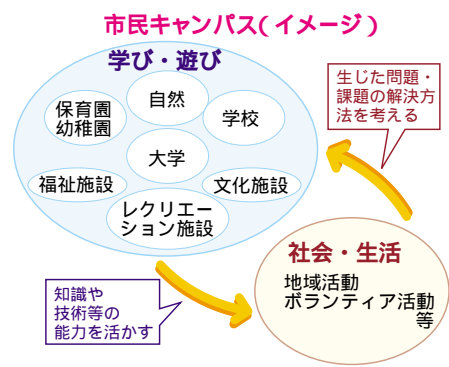 市民キャンパス(イメージ)
学び・遊び
自然
保育園
幼稚園
学校
大学
福祉施設
文化施設
レクリエー
ション施設
生じた問題・
課題の解決方
法を考える
社会・生活
地域活動
ボランティア活動
等
知識や
技術等の
能力を活かす